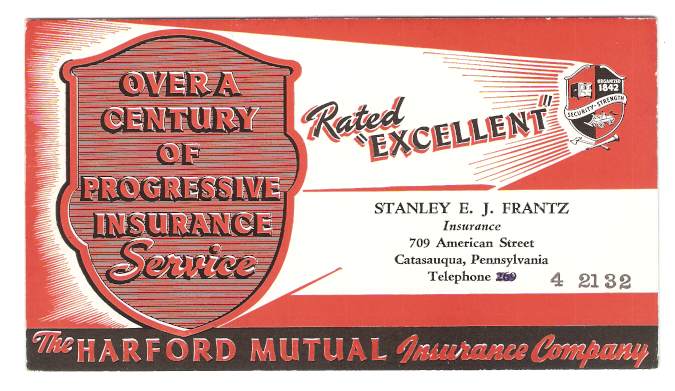 OVER A
CENTURY
OF
PROGRESSIVE
INSURANCE
Service
Rated
"EXCELLENT"
ORGANIZED
1842
SECURITY-STRENGTH
STANLEY E. J. FRANTZ
Insurance
709 American Street
Catasauqua, Pennsylvania
Telephone 269 4 2132
The HARFORD MUTUAL Insurance Company